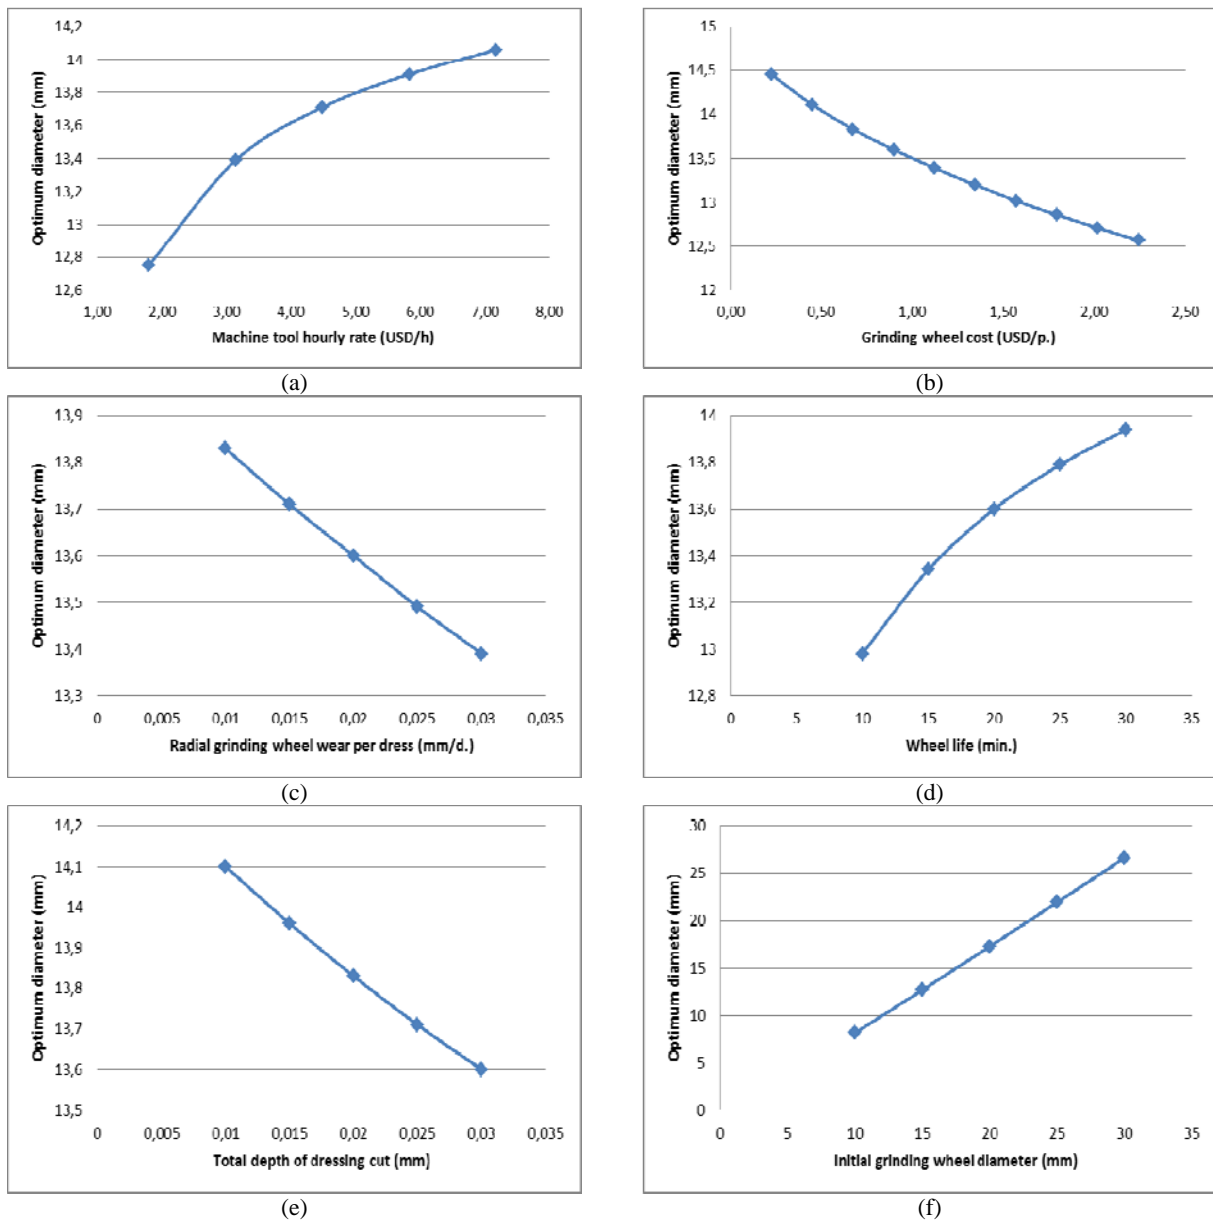 14,2
14
13,8
13,6
13,4
13,2
13
12,8
12,6
Optimum diameter (mm)
1,00 2,00 3,00 4,00 5,00 6,00 7,00 8,00
Machine tool hourly rate (USD/h)
(a)
15
14,5
14
13,5
13
12,5
12
Optimum diameter (mm)
0,00 0,50 1,00 1,50 2,00 2,50
Grinding wheel cost (USD/p.)
(b)
13,9
13,8
13,7
13,6
13,5
13,4
13,3
Optimum diameter (mm)
0 0,005 0,01 0,015 0,02 0,025 0,03 0,035
Radial grinding wheel wear per dress (mm/d.)
(c)
14
13,8
13,6
13,4
13,2
13
12,8
Optimum diameter (mm)
0 5 10 15 20 25 30 35
Wheel life (min.)
(d)
14,2
14,1
14
13,9
13,8
13,7
13,6
13,5
Optimum diameter (mm)
0 0,005 0,01 0,015 0,02 0,025 0,03 0,035
Total depth of dressing cut (mm)
(e)
30
25
20
15
10
5
0
Optimum diameter (mm)
0 5 10 15 20 25 30 35
Initial grinding wheel diameter (mm)
(f)